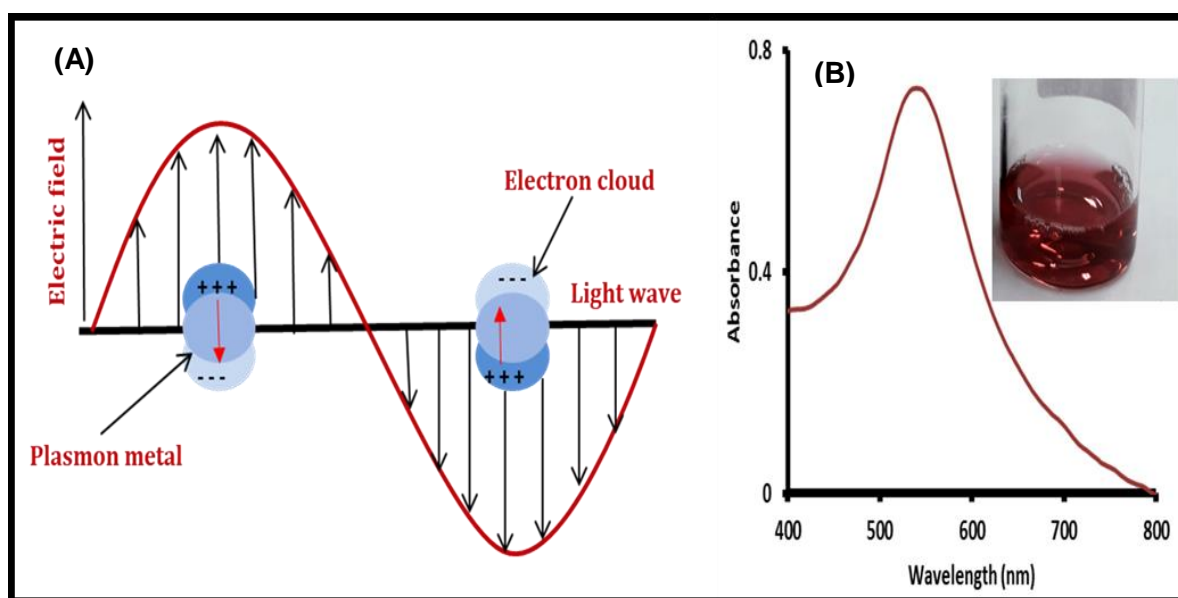 (A)
Electric field
+ + +
- - -
Plasmon metal
Electron cloud
- - -
Light wave
+ + +
(B)
0.8
0.4
0
Absorbance
400 500 600 700 800
Wavelength (nm)